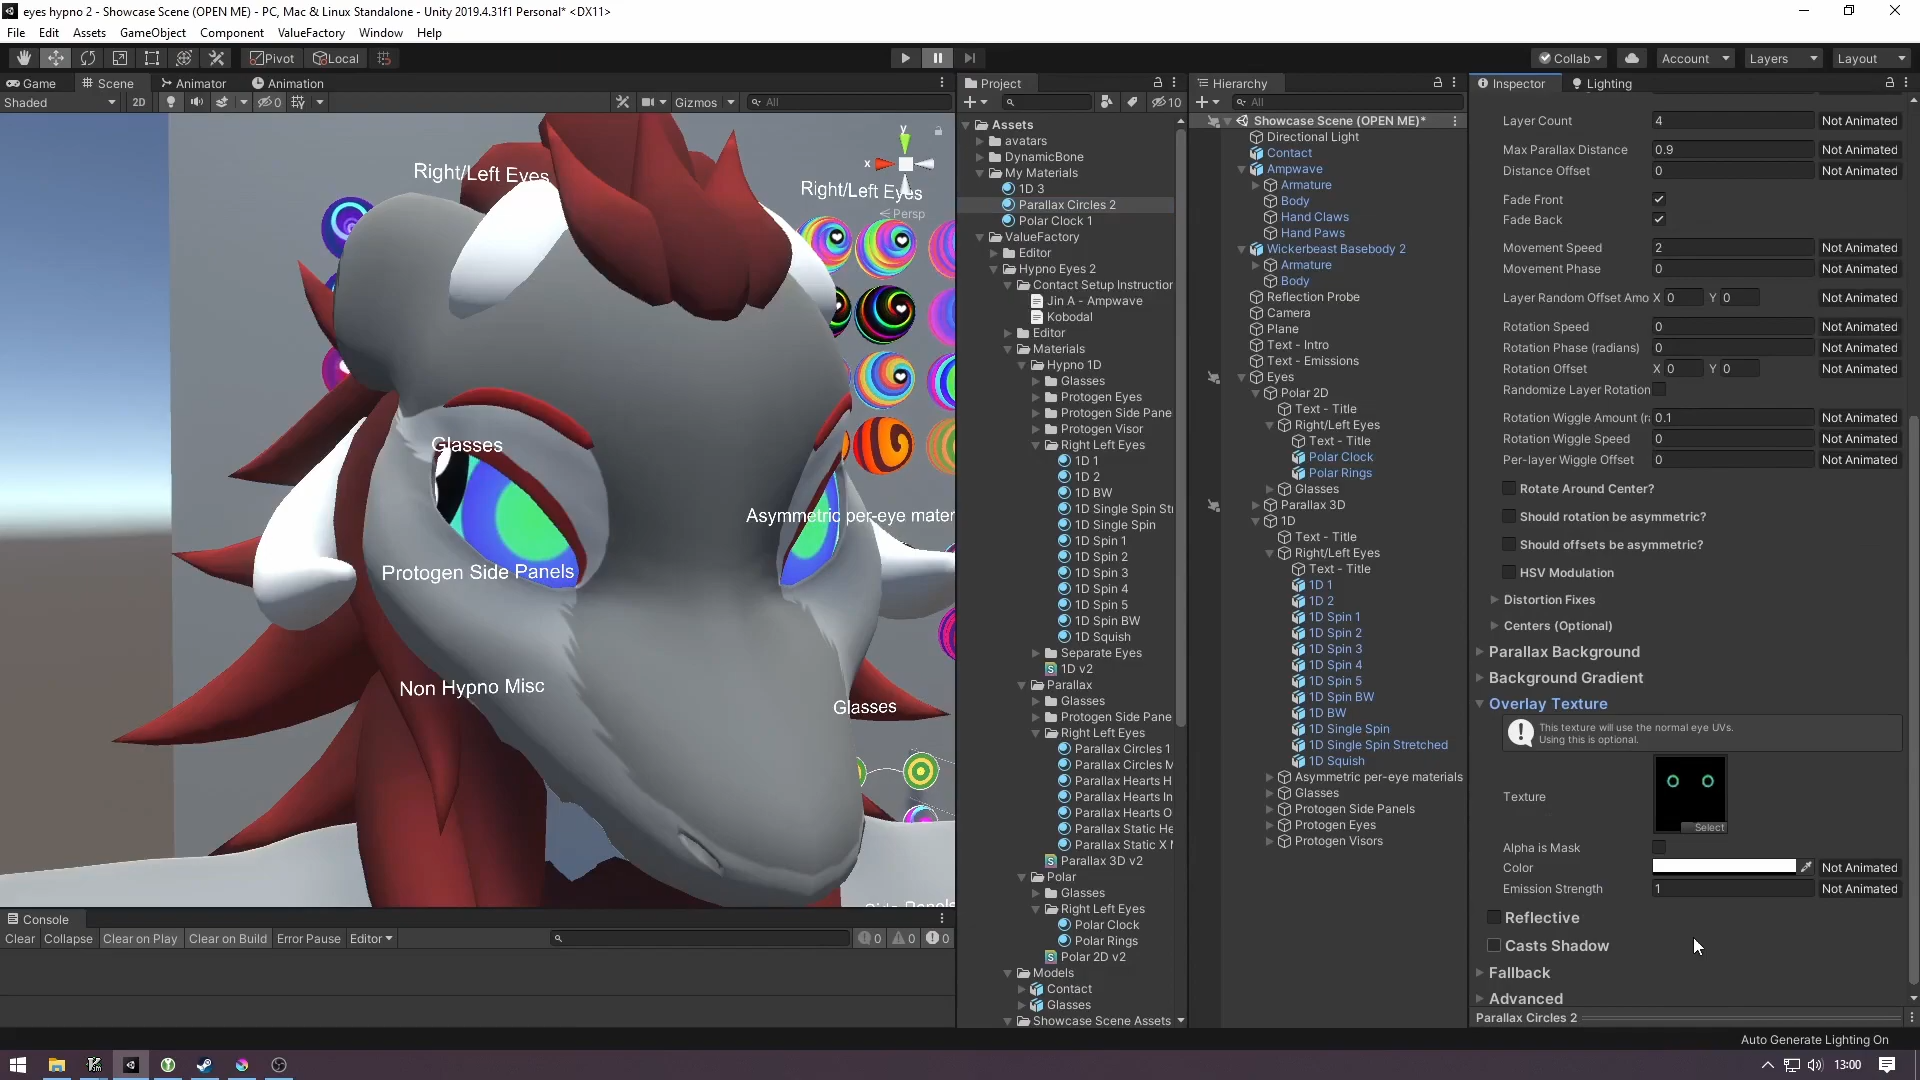 eyes hypno 2 - Showcase Scene (OPEN ME) - PC, Mac & Linux Standalone - Unity 2019.4.31f1 Personal* <DX11>
File Edit Assets GameObject Component ValueFactory Window Help
Pivot Local Collab Account Layers Layout
Game Scene Animator Animation
Shaded 2D 0 Gizmos All
Right/Left Eyes
Right/Left Eyes
y
x
Persp
Glasses
Asymmetric per-eye mater
Protogen Side Panels
Non Hypno Misc
Glasses
Console
Clear Collapse Clear on Play Clear on Build Error Pause Editor 0 0 0
Project
10
Assets
avatars
DynamicBone
My Materials
1D 3
Parallax Circles 2
Polar Clock 1
ValueFactory
Editor
Hypno Eyes 2
Contact Setup Instruction
Jin A - Ampwave
Kobodal
Editor
Materials
Hypno 1D
Glasses
Protogen Eyes
Protogen Side Pane
Protogen Visor
Right Left Eyes
1D 1
1D 2
1D BW
1D Single Spin St
1D Single Spin
1D Spin 1
1D Spin 2
1D Spin 3
1D Spin 4
1D Spin 5
1D Spin BW
1D Squish
Separate Eyes
1D v2
Parallax
Glasses
Protogen Side Pane
Right Left Eyes
Parallax Circles 1
Parallax Circles M
Parallax Hearts H
Parallax Hearts In
Parallax Hearts O
Parallax Static He
Parallax Static X
Parallax 3D v2
Polar
Glasses
Right Left Eyes
Polar Clock
Polar Rings
Polar 2D v2
Models
Contact
Glasses
Showcase Scene Assets
Hierarchy
All
Showcase Scene (OPEN ME)*
Directional Light
Contact
Ampwave
Armature
Body
Hand Claws
Hand Paws
Wickerbeast Basebody 2
Armature
Body
Reflection Probe
Camera
Plane
Text - Intro
Text - Emissions
Eyes
Polar 2D
Text - Title
Right/Left Eyes
Text - Title
Polar Clock
Polar Rings
Glasses
Parallax 3D
1D
Text - Title
Right/Left Eyes
Text - Title
1D 1
1D 2
1D Spin 1
1D Spin 2
1D Spin 3
1D Spin 4
1D Spin 5
1D Spin BW
1D BW
1D Single Spin
1D Single Spin Stretched
1D Squish
Asymmetric per-eye materials
Glasses
Protogen Side Panels
Protogen Eyes
Protogen Visors
Inspector Lighting
Layer Count 4 Not Animated
Max Parallax Distance 0.9 Not Animated
Distance Offset 0 Not Animated
Fade Front
Fade Back
Movement Speed 2 Not Animated
Movement Phase 0 Not Animated
Layer Random Offset Amo X 0 Y 0 Not Animated
Rotation Speed 0 Not Animated
Rotation Phase (radians) 0 Not Animated
Rotation Offset X 0 Y 0 Not Animated
Randomize Layer Rotation
Rotation Wiggle Amount (r 0.1 Not Animated
Rotation Wiggle Speed 0 Not Animated
Per-layer Wiggle Offset 0 Not Animated
Rotate Around Center?
Should rotation be asymmetric?
Should offsets be asymmetric?
HSV Modulation
Distortion Fixes
Centers (Optional)
Parallax Background
Background Gradient
Overlay Texture
This texture will use the normal eye UVs.
Using this is optional.
Texture
Select
Alpha is Mask
Color Not Animated
Emission Strength 1 Not Animated
Reflective
Casts Shadow
Fallback
Advanced
Parallax Circles 2
Auto Generate Lighting On
13:00